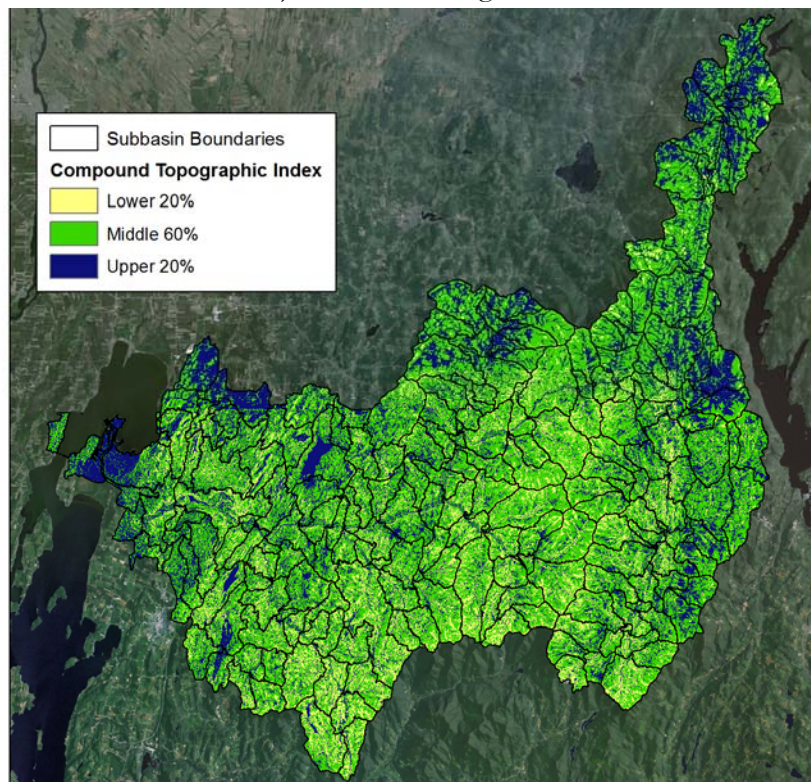 Subbasin Boundaries
Compound Topographic Index
Lower 20%
Middle 60%
Upper 20%